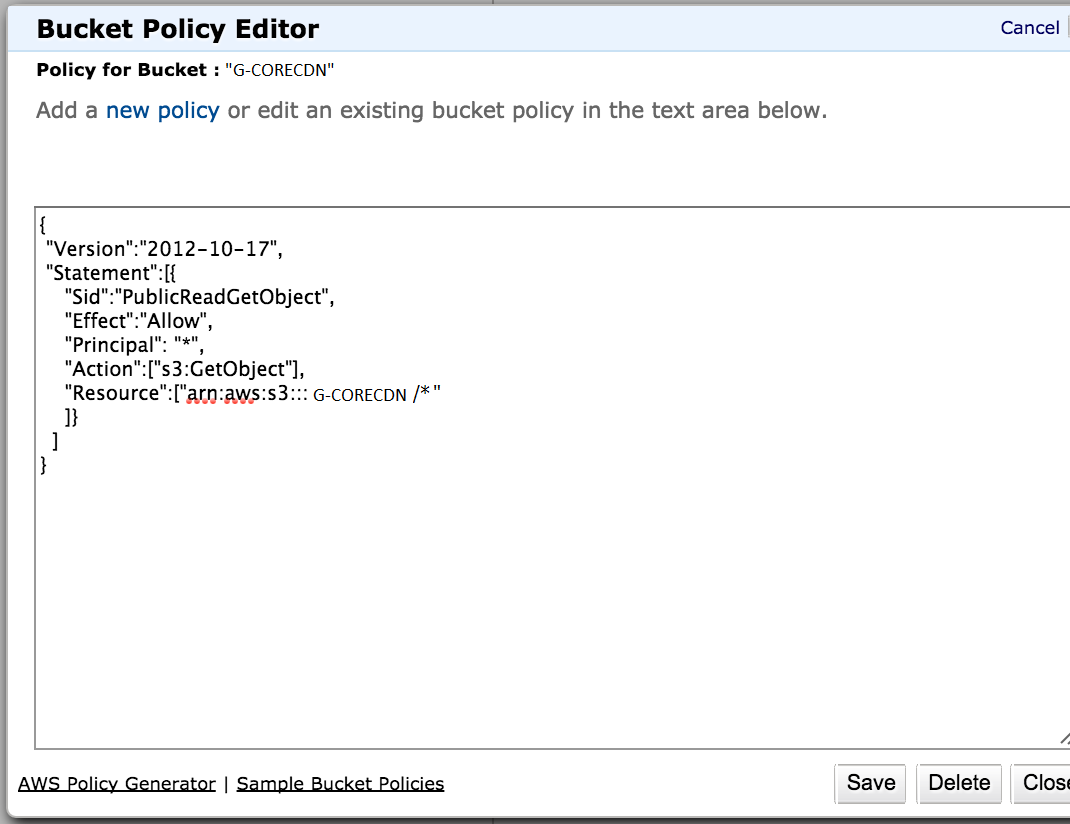 Bucket Policy Editor
Cancel
Policy for Bucket : "G-CORECDN"
Add a new policy or edit an existing bucket policy in the text area below.
{
"Version":"2012-10-17",
"Statement":[{
"Sid":"PublicReadGetObject",
"Effect":"Allow",
"Principal": "*",
"Action":["s3:GetObject"],
"Resource":["arn:aws:s3::: G-CORECDN /*"
]}
]
}
AWS Policy Generator | Sample Bucket Policies
Save Delete Close